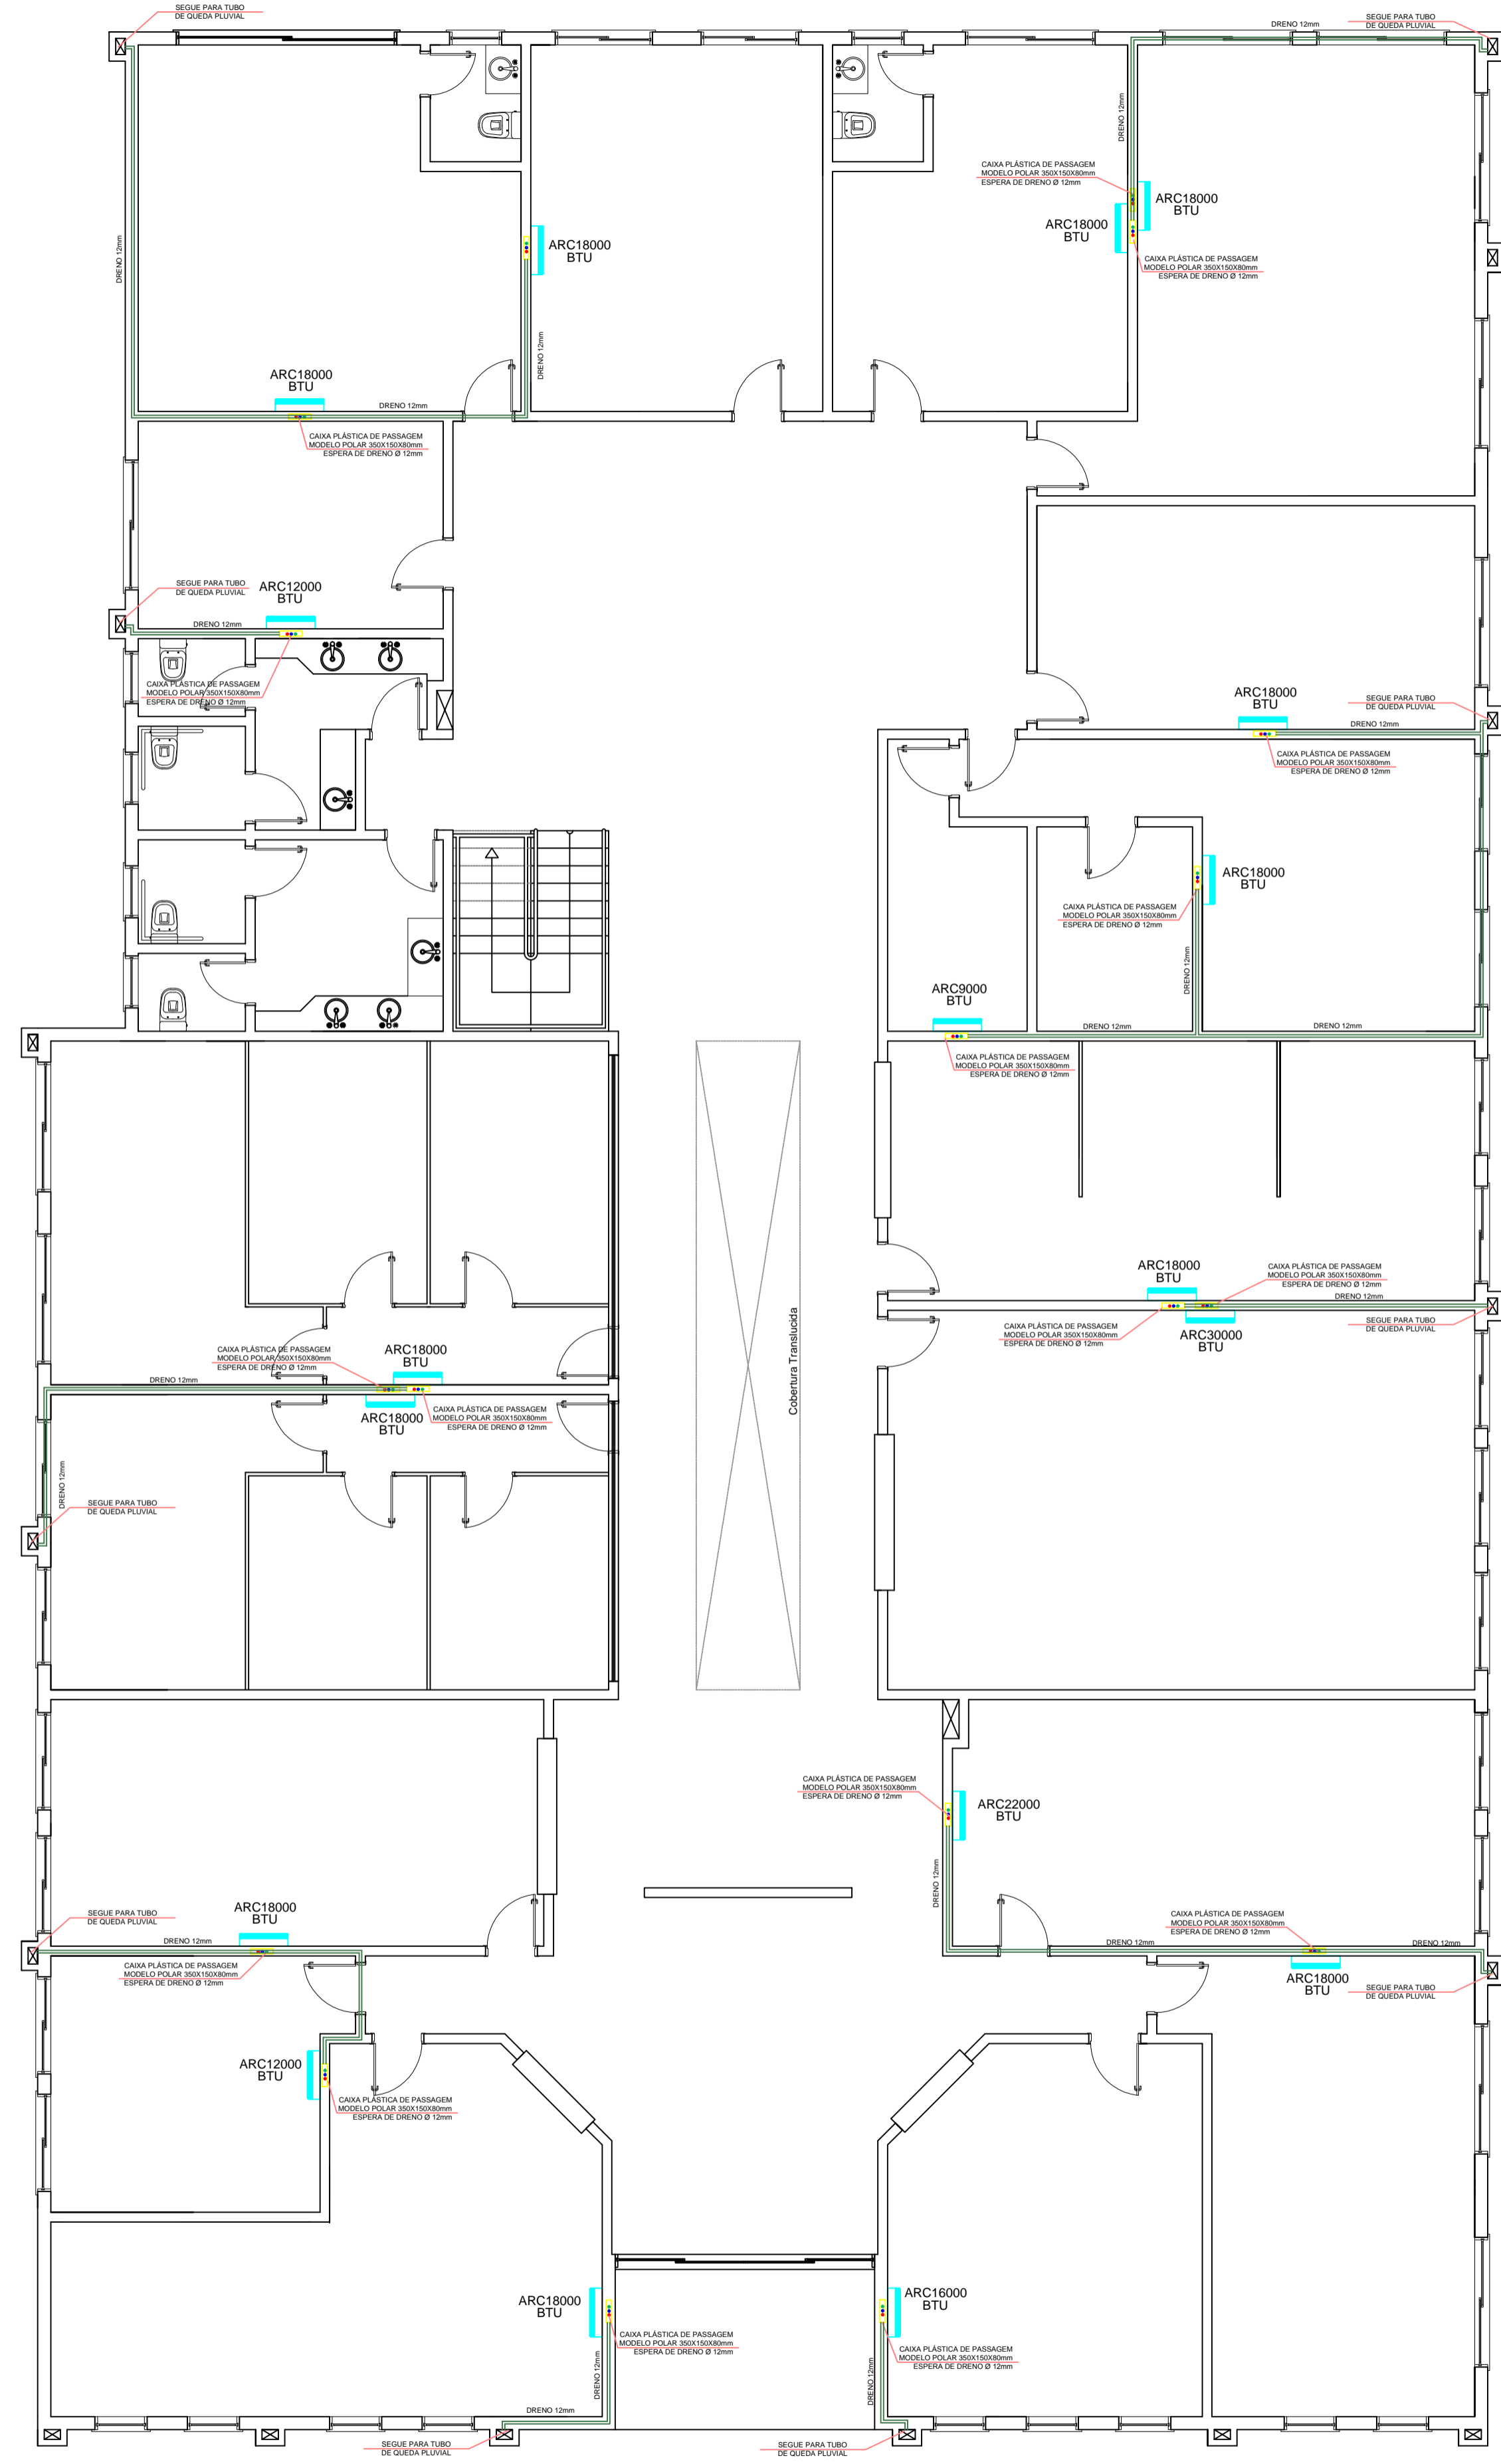 SEGUE PARA TUBO
DE QUEDA PLUVIAL
DRENO 12mm
SEGUE PARA TUBO
DE QUEDA PLUVIAL
DRENO 12mm
CAIXA PLÁSTICA DE PASSAGEM
MODELO POLAR 350X150X80mm
ESPERA DE DRENO Ø 12mm
ARC18000
BTU
ARC18000
BTU
DRENO 12mm
ARC18000
BTU
CAIXA PLÁSTICA DE PASSAGEM
MODELO POLAR 350X150X80mm
ESPERA DE DRENO Ø 12mm
DRENO 12mm
ARC18000
BTU
DRENO 12mm
CAIXA PLÁSTICA DE PASSAGEM
MODELO POLAR 350X150X80mm
ESPERA DE DRENO Ø 12mm
SEGUE PARA TUBO
DE QUEDA PLUVIAL
ARC12000
BTU
DRENO 12mm
CAIXA PLÁSTICA DE PASSAGEM
MODELO POLAR 350X150X80mm
ESPERA DE DRENO Ø 12mm
ARC18000
BTU
SEGUE PARA TUBO
DE QUEDA PLUVIAL
DRENO 12mm
CAIXA PLÁSTICA DE PASSAGEM
MODELO POLAR 350X150X80mm
ESPERA DE DRENO Ø 12mm
ARC18000
BTU
CAIXA PLÁSTICA DE PASSAGEM
MODELO POLAR 350X150X80mm
ESPERA DE DRENO Ø 12mm
DRENO 12mm
ARC9000
BTU
DRENO 12mm
DRENO 12mm
CAIXA PLÁSTICA DE PASSAGEM
MODELO POLAR 350X150X80mm
ESPERA DE DRENO Ø 12mm
ARC18000
BTU
CAIXA PLÁSTICA DE PASSAGEM
MODELO POLAR 350X150X80mm
ESPERA DE DRENO Ø 12mm
DRENO 12mm
CAIXA PLÁSTICA DE PASSAGEM
MODELO POLAR 350X150X80mm
ESPERA DE DRENO Ø 12mm
ARC30000
BTU
SEGUE PARA TUBO
DE QUEDA PLUVIAL
Cobertura Translucida
CAIXA PLÁSTICA DE PASSAGEM
MODELO POLAR 350X150X80mm
ESPERA DE DRENO Ø 12mm
ARC18000
BTU
DRENO 12mm
ARC18000
BTU
CAIXA PLÁSTICA DE PASSAGEM
MODELO POLAR 350X150X80mm
ESPERA DE DRENO Ø 12mm
DRENO 12mm
SEGUE PARA TUBO
DE QUEDA PLUVIAL
CAIXA PLÁSTICA DE PASSAGEM
MODELO POLAR 350X150X80mm
ESPERA DE DRENO Ø 12mm
ARC22000
BTU
DRENO 12mm
SEGUE PARA TUBO
DE QUEDA PLUVIAL
ARC18000
BTU
DRENO 12mm
CAIXA PLÁSTICA DE PASSAGEM
MODELO POLAR 350X150X80mm
ESPERA DE DRENO Ø 12mm
CAIXA PLÁSTICA DE PASSAGEM
MODELO POLAR 350X150X80mm
ESPERA DE DRENO Ø 12mm
DRENO 12mm
DRENO 12mm
ARC18000
BTU
SEGUE PARA TUBO
DE QUEDA PLUVIAL
ARC12000
BTU
CAIXA PLÁSTICA DE PASSAGEM
MODELO POLAR 350X150X80mm
ESPERA DE DRENO Ø 12mm
ARC18000
BTU
CAIXA PLÁSTICA DE PASSAGEM
MODELO POLAR 350X150X80mm
ESPERA DE DRENO Ø 12mm
DRENO 12mm
DRENO 12mm
SEGUE PARA TUBO
DE QUEDA PLUVIAL
ARC16000
BTU
CAIXA PLÁSTICA DE PASSAGEM
MODELO POLAR 350X150X80mm
ESPERA DE DRENO Ø 12mm
DRENO 12mm
SEGUE PARA TUBO
DE QUEDA PLUVIAL